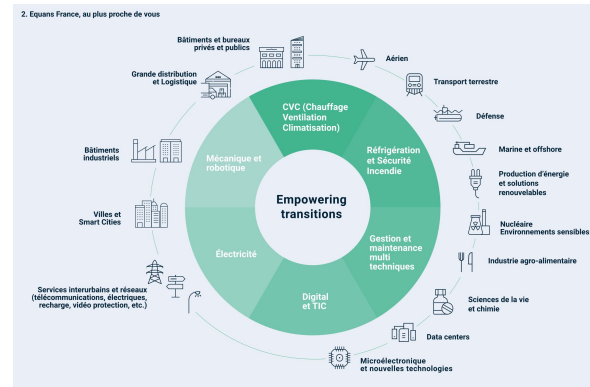 2. Equans France, au plus proche de vous
Bâtiments et bureaux
privés et publics
Aérien
Grande distribution
et Logistique
Transport terrestre
CVC (Chauffage
Ventilation
Climatisation)
Défense
Bâtiments
industriels
Mécanique et
robotique
Réfrigération
et Sécurité
Incendie
Marine et offshore
Production d'énergie
et solutions
renouvelables
Empowering
transitions
Villes et
Smart Cities
Nucléaire
Environnements sensibles
Électricité
Gestion et
maintenance
multi
techniques
Industrie agro-alimentaire
Services interurbains et réseaux
(télécommunications, électriques,
recharge, vidéo protection, etc.)
Digital
et TIC
Sciences de la vie
et chimie
Data centers
Microélectronique
et nouvelles technologies